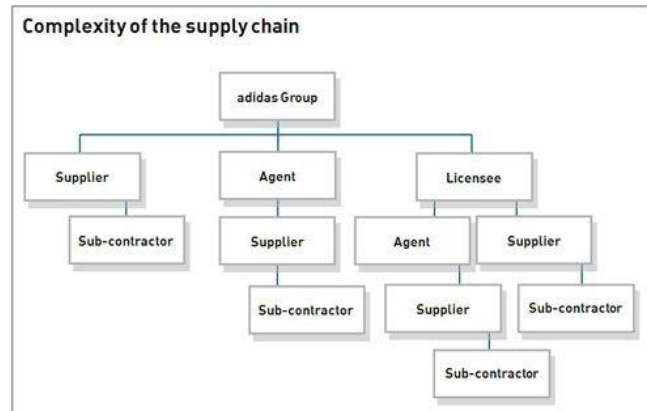 Complexity of the supply chain
adidas Group
Supplier
Agent
Licensee
Sub-contractor
Supplier
Agent
Supplier
Sub-contractor
Supplier
Sub-contractor
Sub-contractor